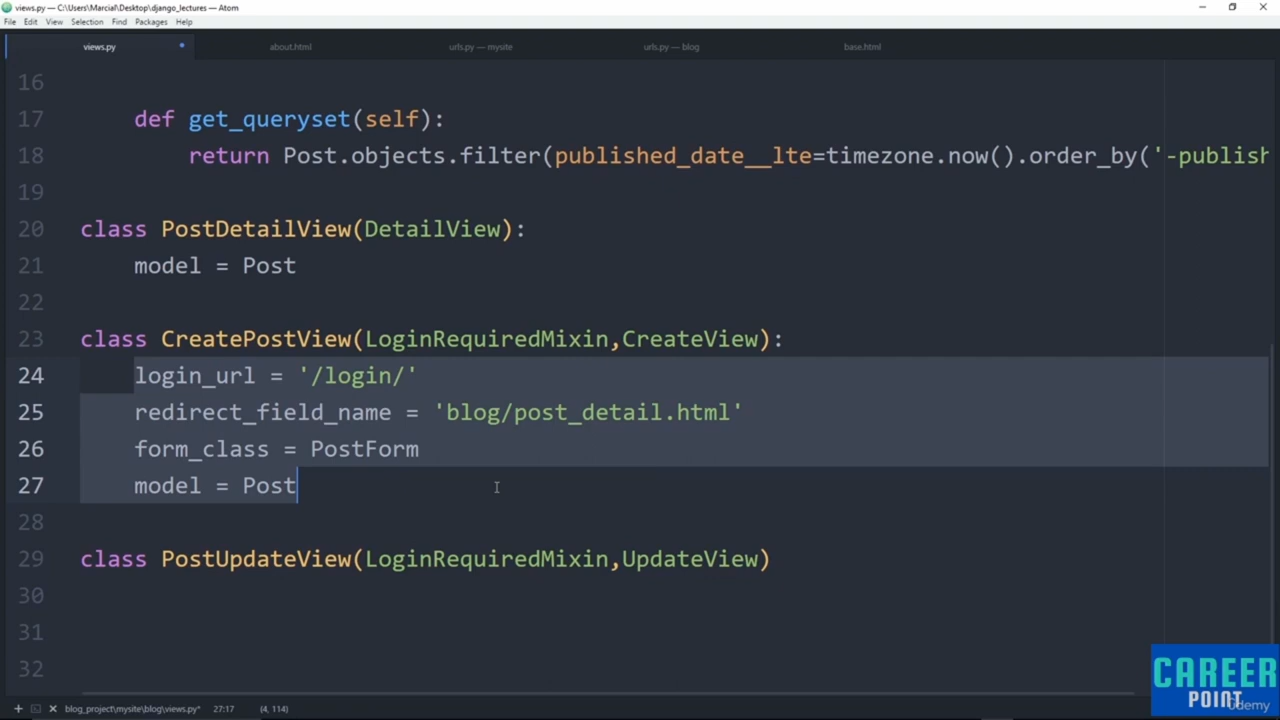 views.py — C:\Users\Marcial\Desktop\django_lectures — Atom
File Edit View Selection Find Packages Help
views.py about.html urls.py — mysite urls.py — blog base.html
16
17 def get_queryset(self):
18 return Post.objects.filter(published_date__lte=timezone.now().order_by('-publish
19
20 class PostDetailView(DetailView):
21 model = Post
22
23 class CreatePostView(LoginRequiredMixin,CreateView):
24 login_url = '/login/'
25 redirect_field_name = 'blog/post_detail.html'
26 form_class = PostForm
27 model = Post
28
29 class PostUpdateView(LoginRequiredMixin,UpdateView)
30
31
32
CAREER
POINT
Udemy
blog_project\mysite\blog\views.py* 27:17 (4, 114)